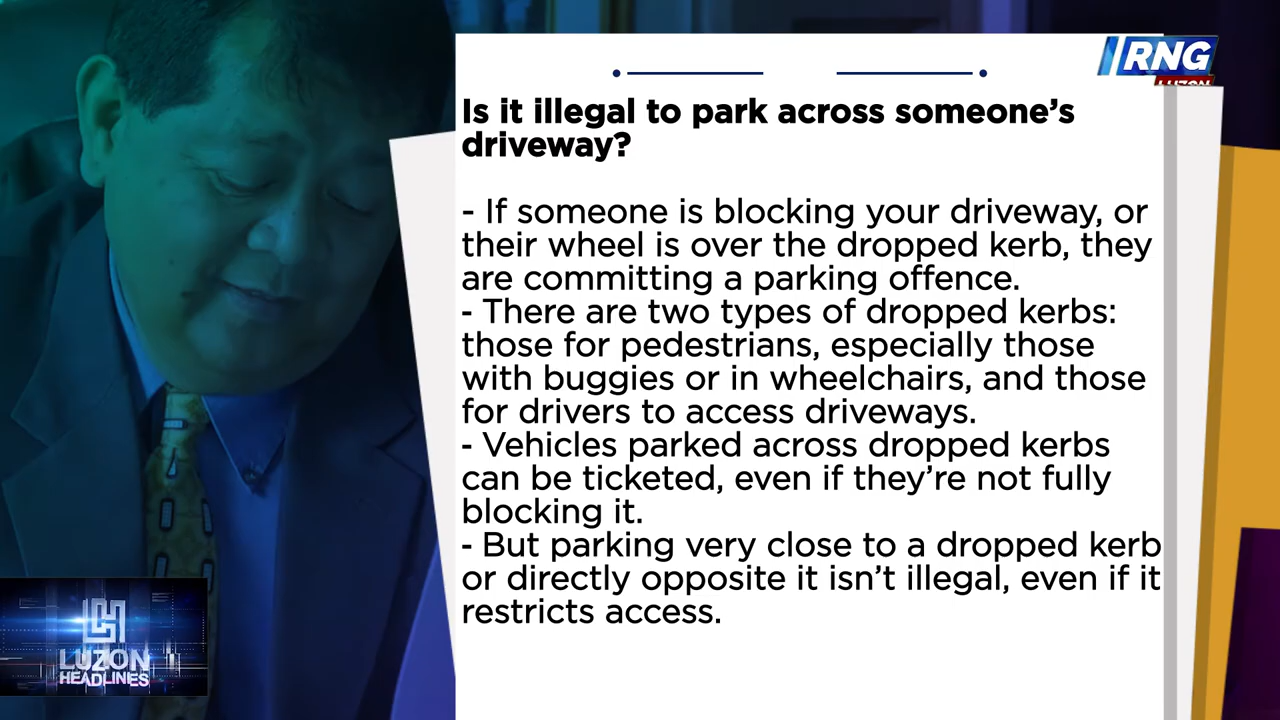 RNG
LUZON
Is it illegal to park across someone's
driveway?
- If someone is blocking your driveway, or
their wheel is over the dropped kerb, they
are committing a parking offence.
- There are two types of dropped kerbs:
those for pedestrians, especially those
with buggies or in wheelchairs, and those
for drivers to access driveways.
- Vehicles parked across dropped kerbs
can be ticketed, even if they’re not fully
blocking it.
- But parking very close to a dropped kerb
or directly opposite it isn’t illegal, even if it
restricts access.
LUZON
HEADLINES